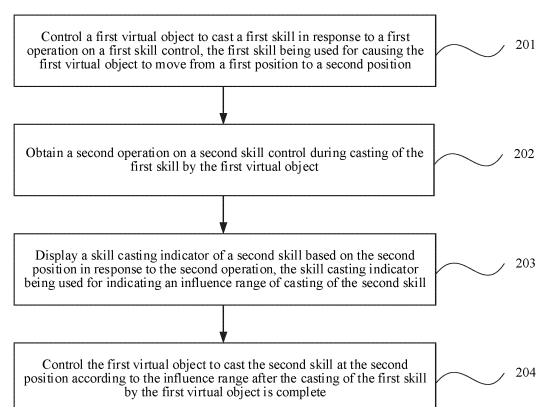 Control a first virtual object to cast a first skill in response to a first
operation on a first skill control, the first skill being used for causing the
first virtual object to move from a first position to a second position
201
Obtain a second operation on a second skill control during casting of
the first skill by the first virtual object
202
Display a skill casting indicator of a second skill based on the second
position in response to the second operation, the skill casting indicator
being used for indicating an influence range of casting of the second skill
203
Control the first virtual object to cast the second skill at the second
position according to the influence range after the casting of the first skill
by the first virtual object is complete
204